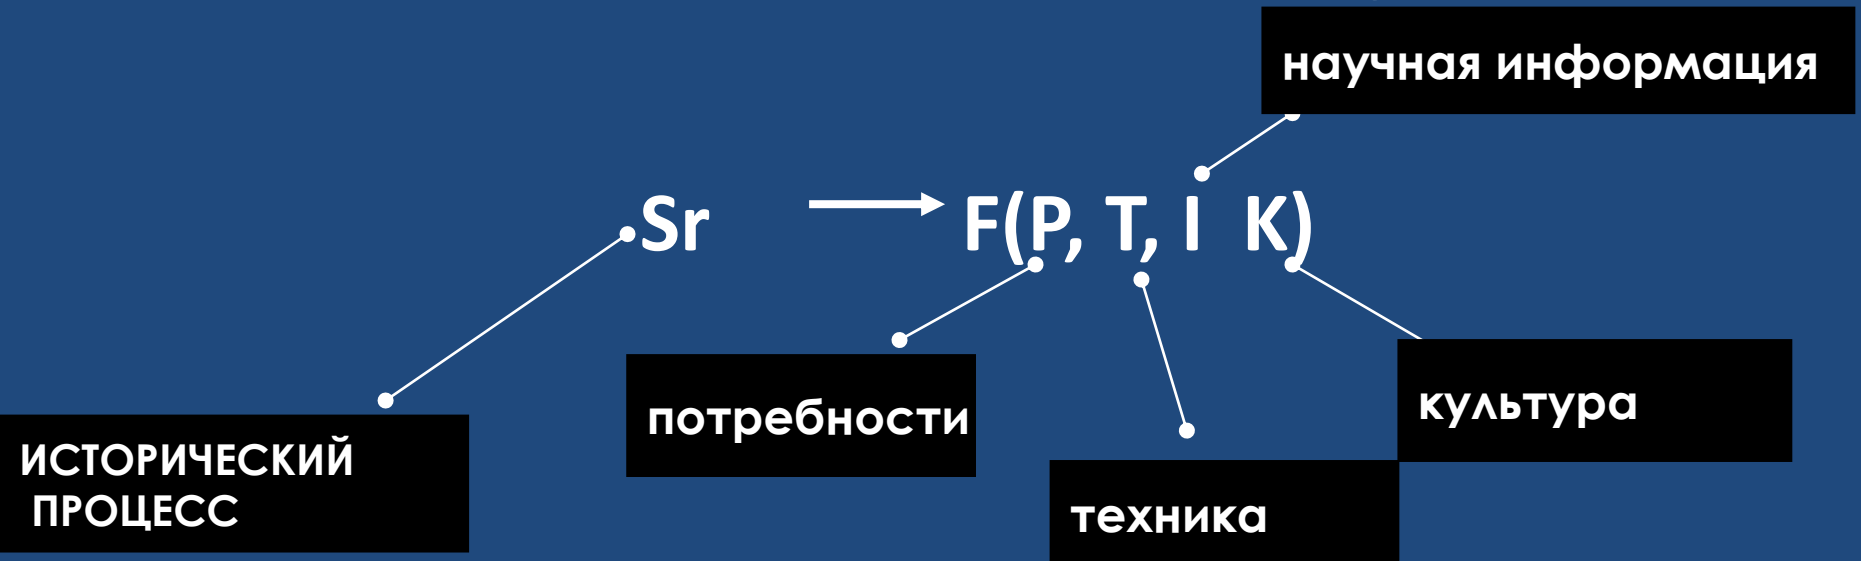 научная информация
Sr F(P, T, I K)
потребности
культура
ИСТОРИЧЕСКИЙ
ПРОЦЕСС
техника